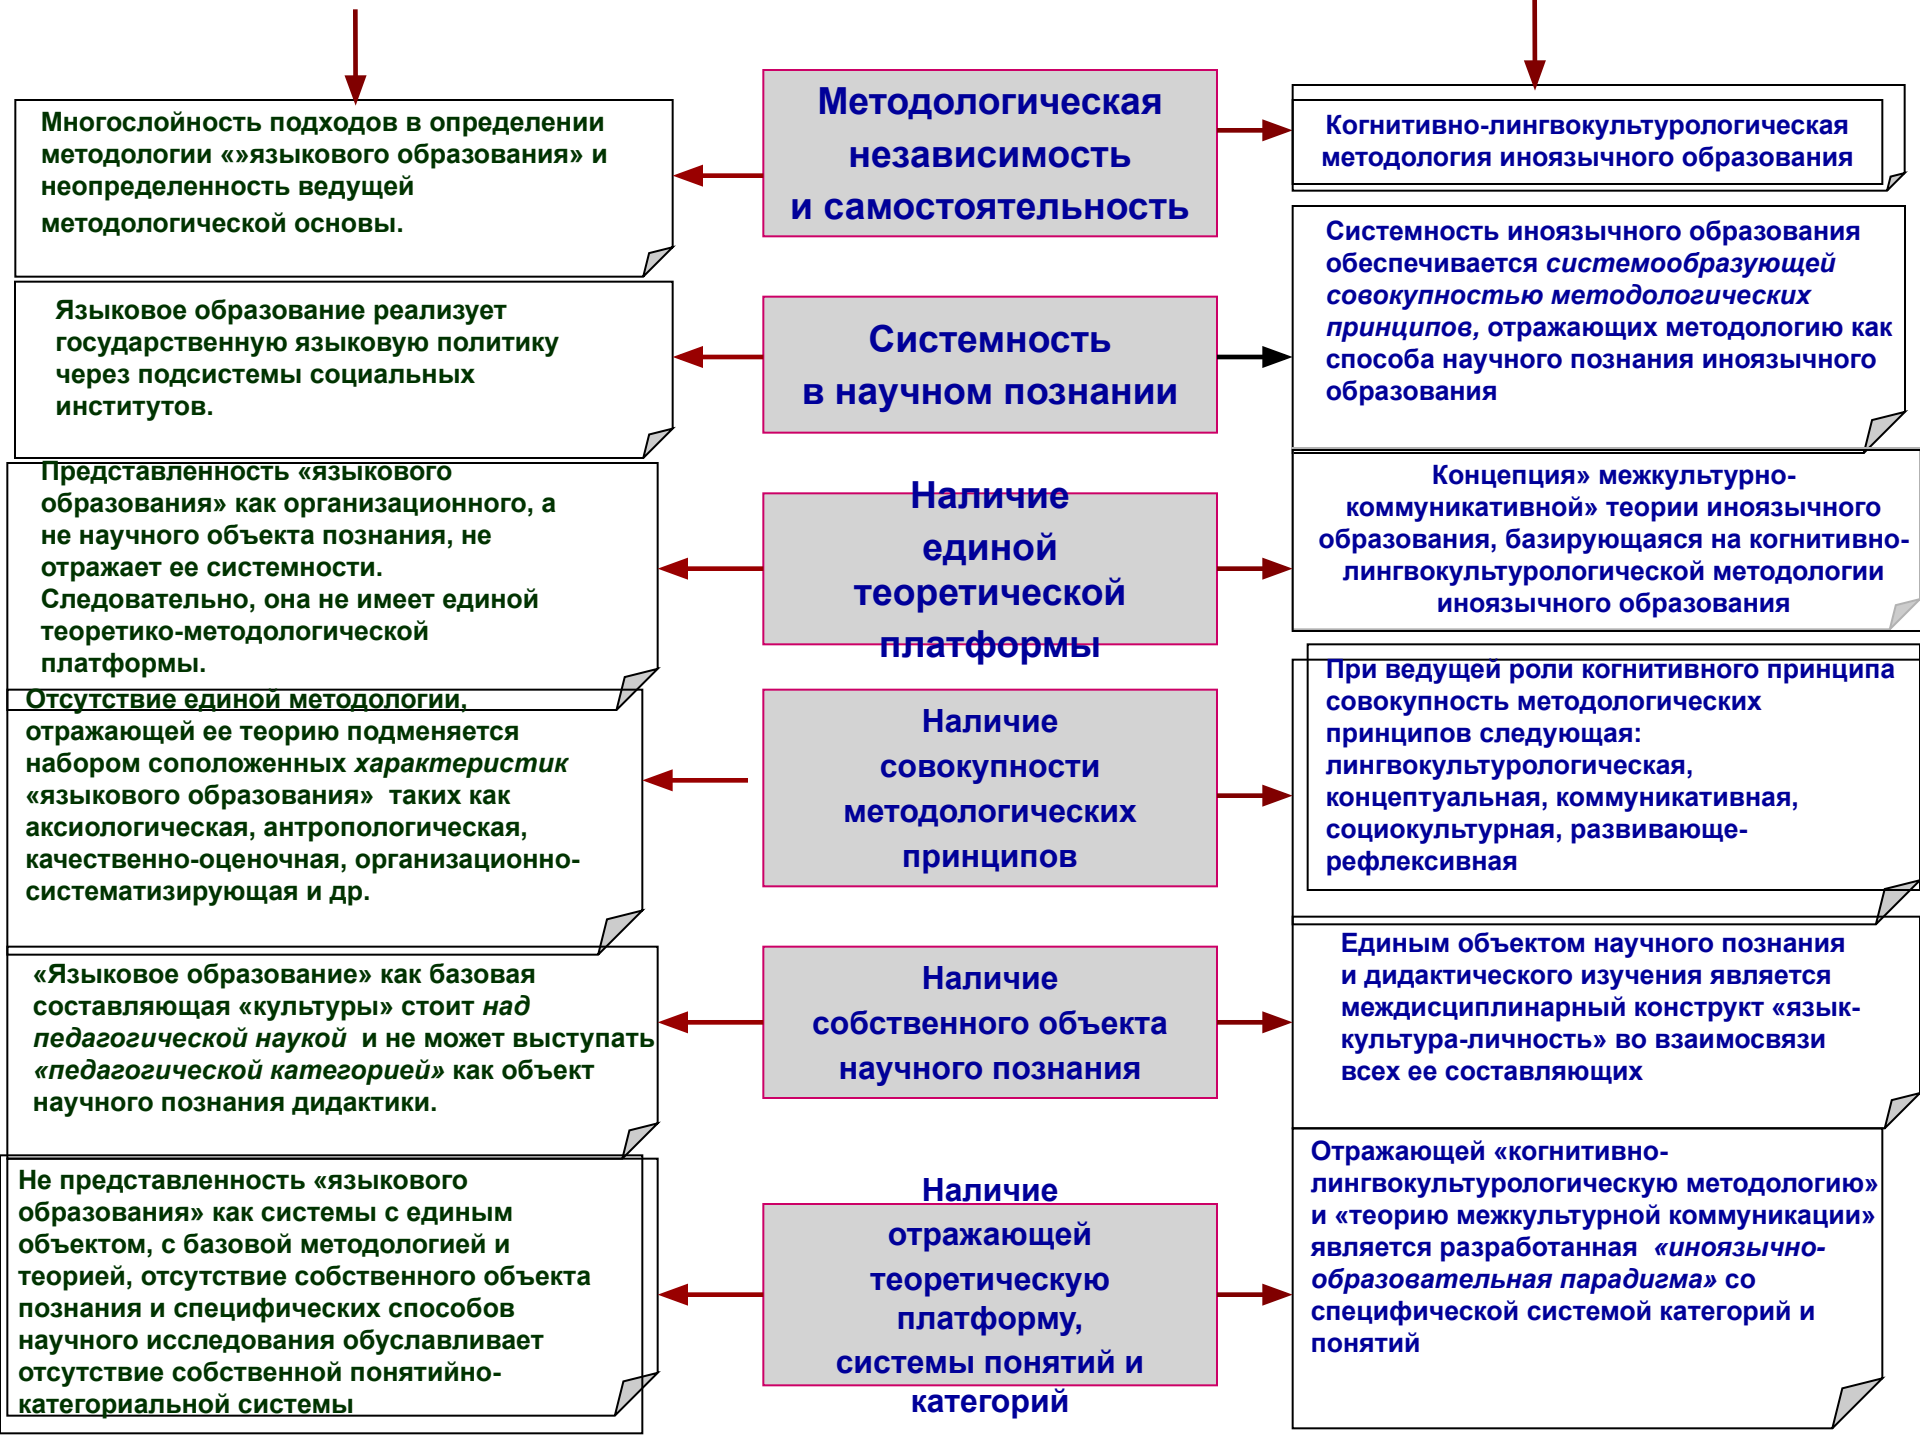 Многослойность подходов в определении
методологии «»языкового образования» и
неопределенность ведущей
методологической основы.
Методологическая
независимость
и самостоятельность
Когнитивно-лингвокультурологическая
методология иноязычного образования
Языковое образование реализует
государственную языковую политику
через подсистемы социальных
институтов.
Системность
в научном познании
Системность иноязычного образования
обеспечивается системообразующей
совокупностью методологических
принципов, отражающих методологию как
способа научного познания иноязычного
образования
Представленность «языкового
образования» как организационного, а
не научного объекта познания, не
отражает ее системности.
Следовательно, она не имеет единой
теоретико-методологической
платформы.
Наличие
единой
теоретической
платформы
Концепция» межкультурно-
коммуникативной» теории иноязычного
образования, базирующаяся на когнитивно-
лингвокультурологической методологии
иноязычного образования
Отсутствие единой методологии,
отражающей ее теорию подменяется
набором соположенных характеристик
«языкового образования» таких как
аксиологическая, антропологическая,
качественно-оценочная, организационно-
систематизирующая и др.
Наличие
совокупности
методологических
принципов
При ведущей роли когнитивного принципа
совокупность методологических
принципов следующая:
лингвокультурологическая,
концептуальная, коммуникативная,
социокультурная, развивающе-
рефлексивная
«Языковое образование» как базовая
составляющая «культуры» стоит над
педагогической наукой и не может выступать
«педагогической категорией» как объект
научного познания дидактики.
Наличие
собственного объекта
научного познания
Единым объектом научного познания
и дидактического изучения является
междисциплинарный конструкт «язык-
культура-личность» во взаимосвязи
всех ее составляющих
Не представленность «языкового
образования» как системы с единым
объектом, с базовой методологией и
теорией, отсутствие собственного объекта
познания и специфических способов
научного исследования обуславливает
отсутствие собственной понятийно-
категориальной системы
Наличие
отражающей
теоретическую
платформу,
системы понятий и
категорий
Отражающей «когнитивно-
лингвокультурологическую методологию»
и «теорию межкультурной коммуникации»
является разработанная «иноязычно-
образовательная парадигма» со
специфической системой категорий и
понятий